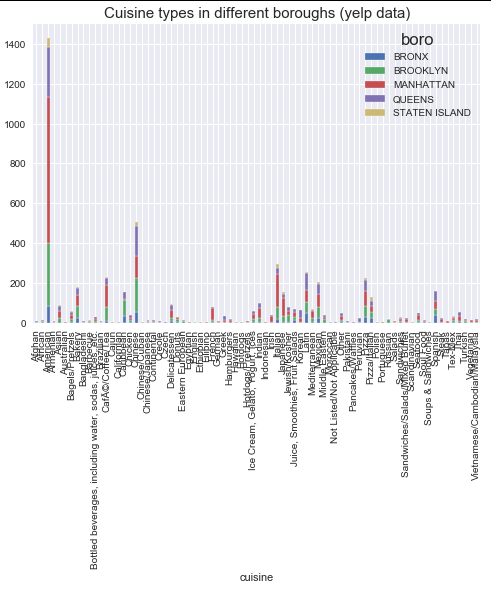 Cuisine types in different boroughs (yelp data)
boro
BRONX
BROOKLYN
MANHATTAN
QUEENS
STATEN ISLAND
1400
1200
1000
800
600
400
200
0
Afghan
African
American
Armenian
Asian
Australian
Bagels/Pretzels
Bakery
Bangladeshi
Barbecue
Bottled beverages, including water, sodas, juices, etc.
Brazilian
CafÃ©/Coffee/Tea
Cajun
Californian
Caribbean
Chicken
Chinese
Chinese/Cuban
Chinese/Japanese
Continental
Creole
Czech
Delicatessen
Donuts
Eastern European
Egyptian
English
Ethiopian
Filipino
French
German
Greek
Hamburgers
Hawaiian
Hotdogs
Hotdogs/Pretzels
Ice Cream, Gelato, Yogurt, Ices
Indian
Indonesian
Irish
Italian
Japanese
Jewish/Kosher
Juice, Smoothies, Fruit Salads
Korean
Latin
Mediterranean
Mexican
Middle Eastern
Moroccan
Not Listed/Not Applicable
Other
Pakistani
Pancakes/Waffles
Peruvian
Pizza
Pizza/Italian
Polish
Portuguese
Russian
Salads
Sandwiches
Sandwiches/Salads/Mixed Buffet
Scandinavian
Seafood
Soul Food
Soups & Sandwiches
Spanish
Steak
Tapas
Tex-Mex
Thai
Turkish
Vegetarian
Vietnamese/Cambodian/Malaysia
cuisine